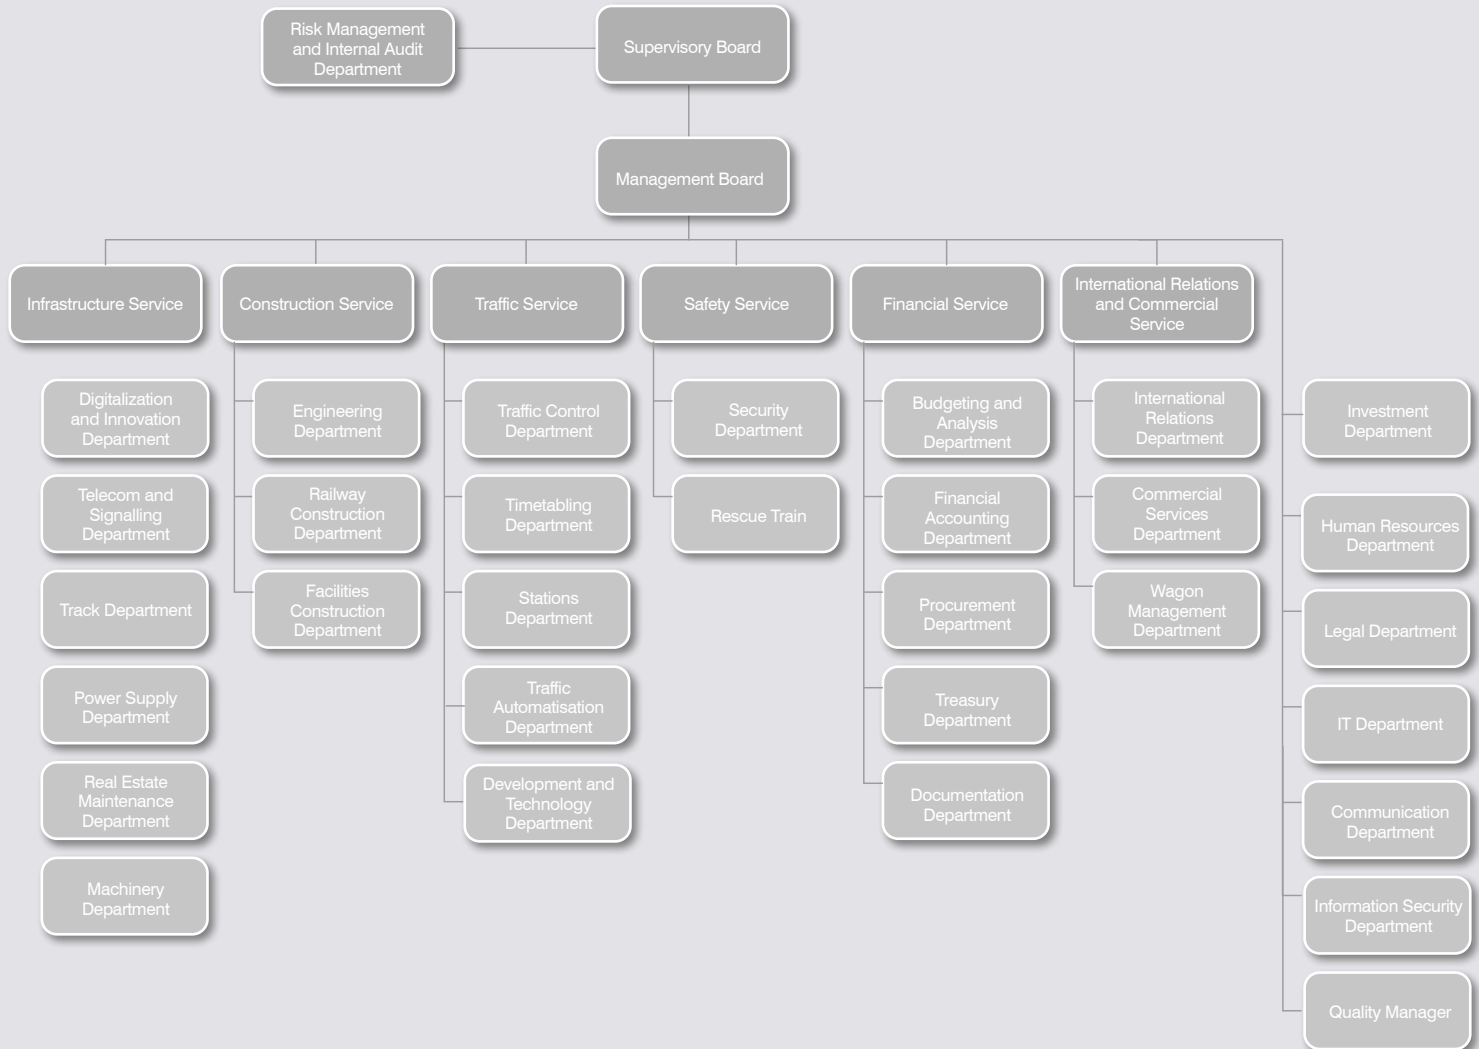 Risk Management
and Internal Audit
Department
Supervisory Board
Management Board
Infrastructure Service
Construction Service
Traffic Service
Safety Service
Financial Service
International Relations
and Commercial
Service
Digitalization
and Innovation
Department
Telecom and
Signalling
Department
Track Department
Power Supply
Department
Real Estate
Maintenance
Department
Machinery
Department
Engineering
Department
Railway
Construction
Department
Facilities
Construction
Department
Traffic Control
Department
Timetabling
Department
Stations
Department
Traffic
Automatisation
Department
Development and
Technology
Department
Security
Department
Rescue Train
Budgeting and
Analysis
Department
Financial
Accounting
Department
Procurement
Department
Treasury
Department
Documentation
Department
International
Relations
Department
Commercial
Services
Department
Wagon
Management
Department
Investment
Department
Human Resources
Department
Legal Department
IT Department
Communication
Department
Information Security
Department
Quality Manager